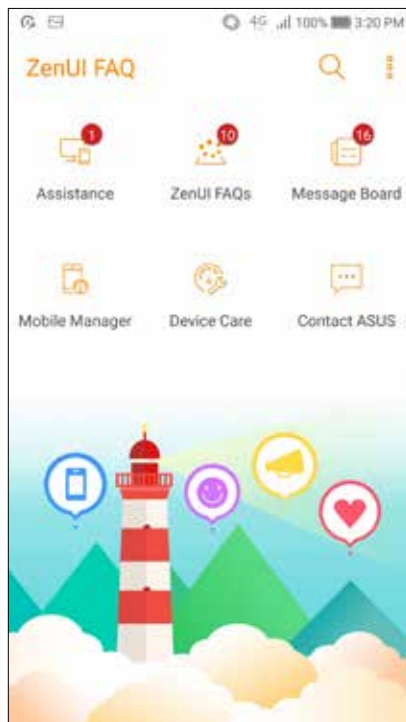 4G 100% 3:20 PM
ZenUI FAQ
1 10 16
Assistance ZenUI FAQs Message Board
Mobile Manager Device Care Contact ASUS